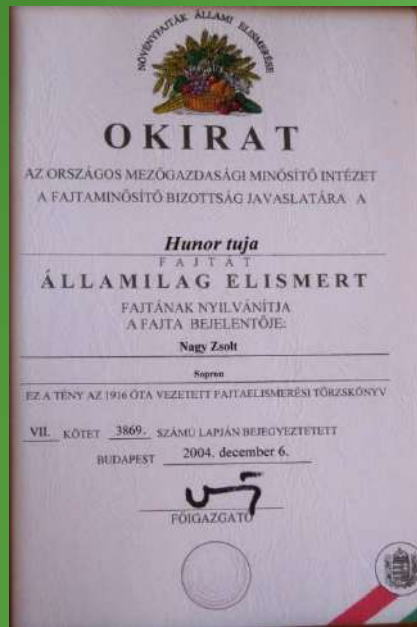 NÖVÉNYFAJTÁK ÁLLAMI ELISMERÉSE
OKIRAT
AZ ORSZÁGOS MEZŐGAZDASÁGI MINŐSÍTŐ INTÉZET
A FAJTAMINŐSÍTŐ BIZOTTSÁG JAVASLATÁRA A
Hunor tuja
FAJTÁT
ÁLLAMILAG ELISMERT
FAJTÁNAK NYILVÁNÍTJA
A FAJTA BEJELENTŐJE:
Nagy Zsolt
Sopron
EZ A TÉNY AZ 1916 ÓTA VEZETETT FAJTAELISMERÉSI TÖRZSKÖNYV
VII. KÖTET 3869. SZÁMÚ LAPJÁN BEJEGYEZTETETT
BUDAPEST 2004. december 6.
FŐIGAZGATÓ